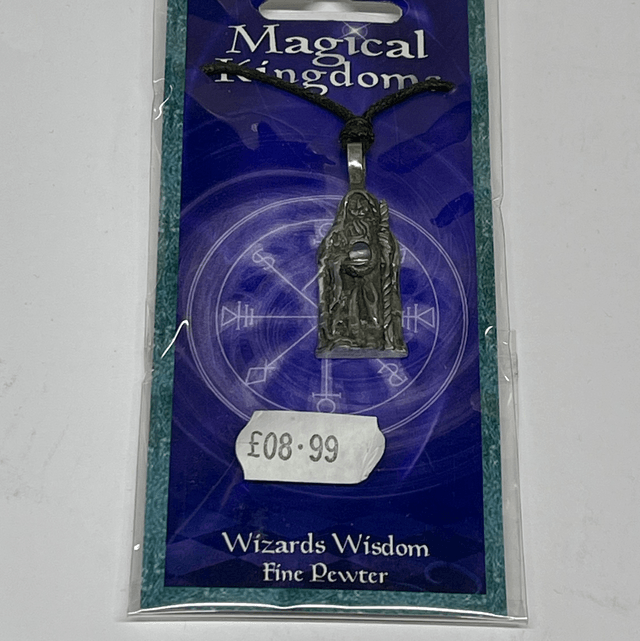 Magical
Kingdoms
£08.99
Wizards Wisdom
Fine Pewter